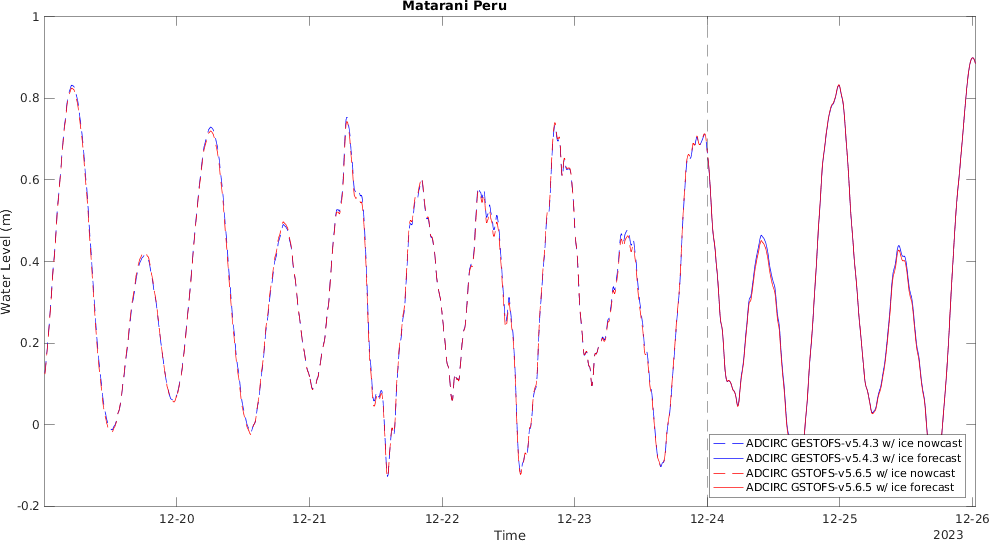 Matarani Peru
1
0.8
0.6
0.4
0.2
0
-0.2
Water Level (m)
12-20
12-21
12-22
12-23
12-24
12-25
12-26
Time
2023
ADCIRC GESTOFS-v5.4.3 w/ ice nowcast
ADCIRC GESTOFS-v5.4.3 w/ ice forecast
ADCIRC GSTOFS-v5.6.5 w/ ice nowcast
ADCIRC GSTOFS-v5.6.5 w/ ice forecast